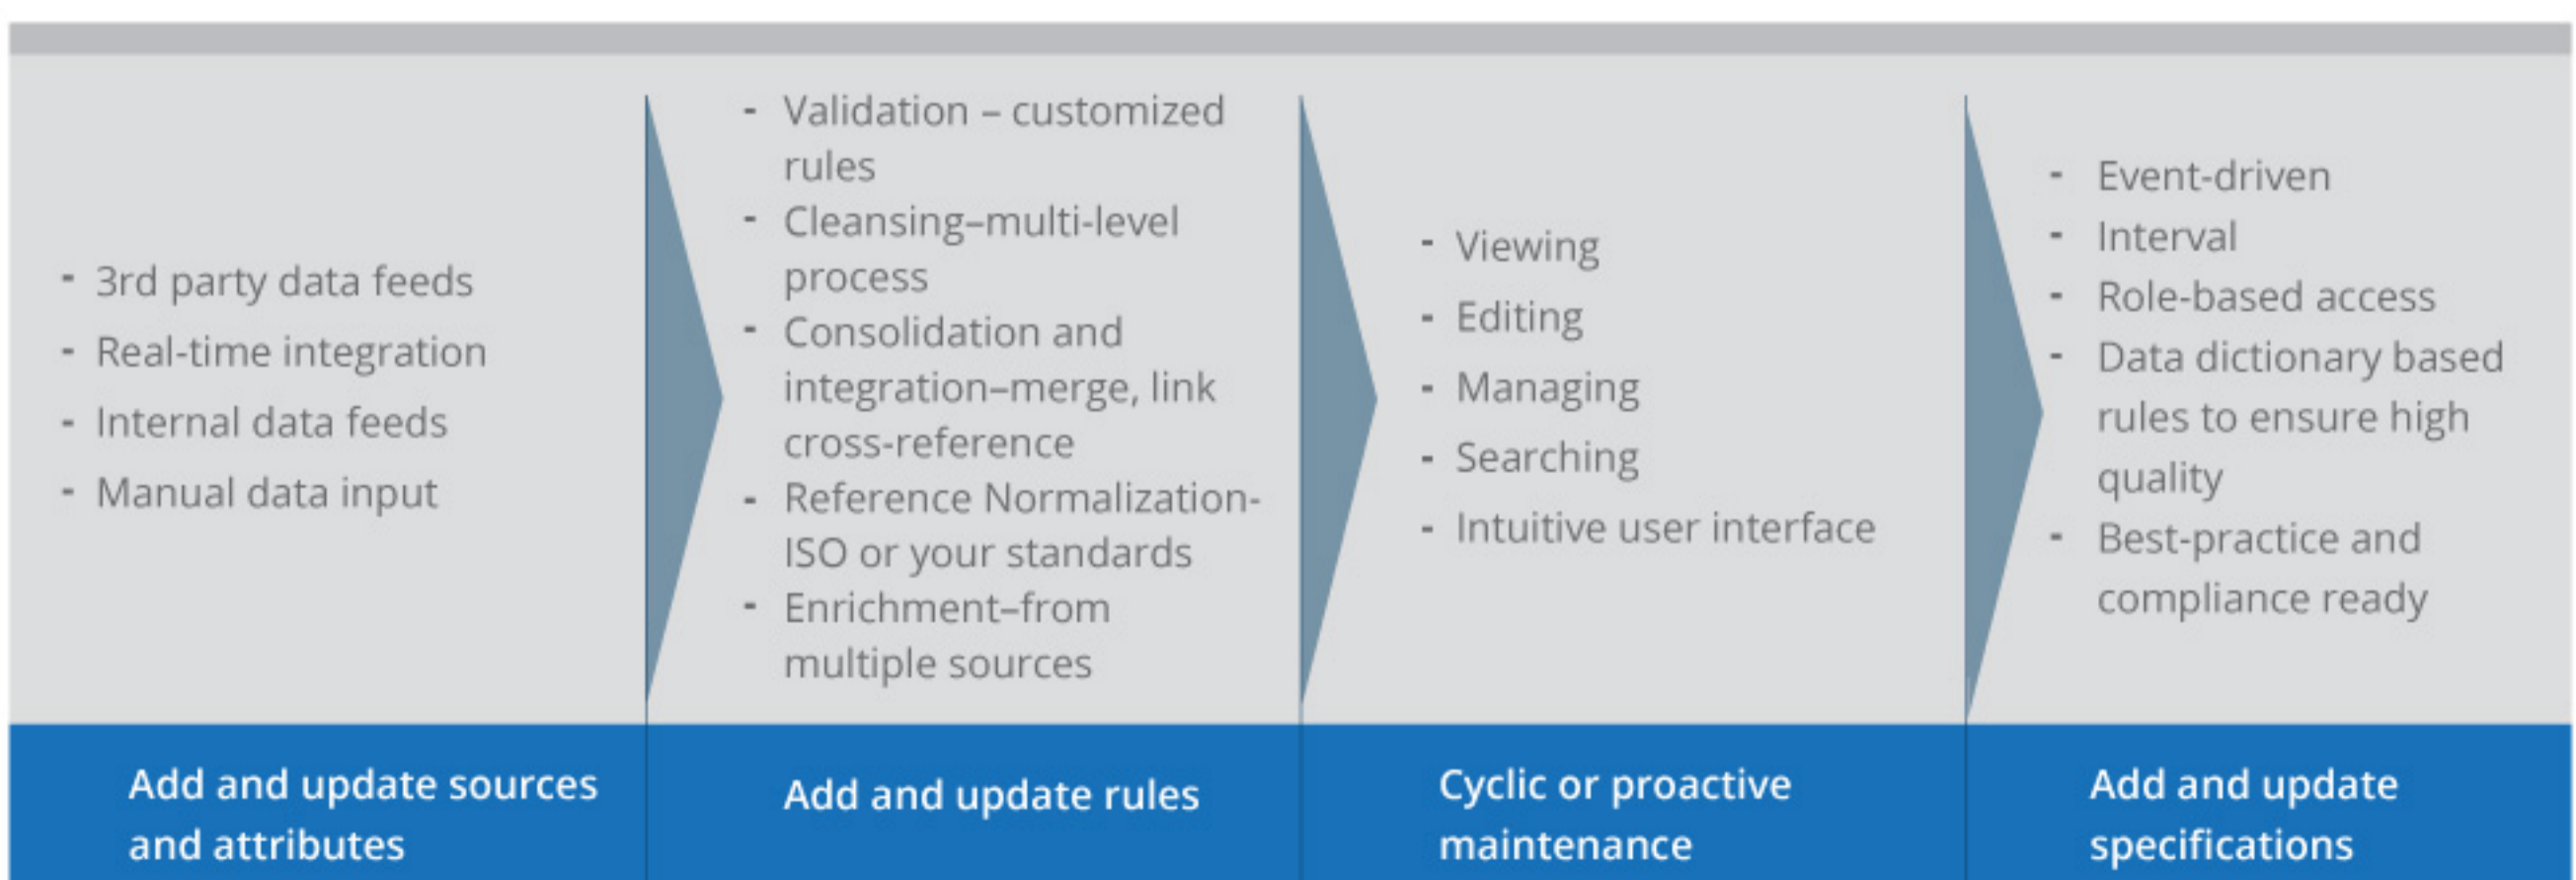 - 3rd party data feeds
- Real-time integration
- Internal data feeds
- Manual data input
- Validation – customized
rules
- Cleansing–multi-level
process
- Consolidation and
integration–merge, link
cross-reference
- Reference Normalization-
ISO or your standards
- Enrichment–from
multiple sources
- Viewing
- Editing
- Managing
- Searching
- Intuitive user interface
- Event-driven
- Interval
- Role-based access
- Data dictionary based
rules to ensure high
quality
- Best-practice and
compliance ready
Add and update sources
and attributes
Add and update rules
Cyclic or proactive
maintenance
Add and update
specifications